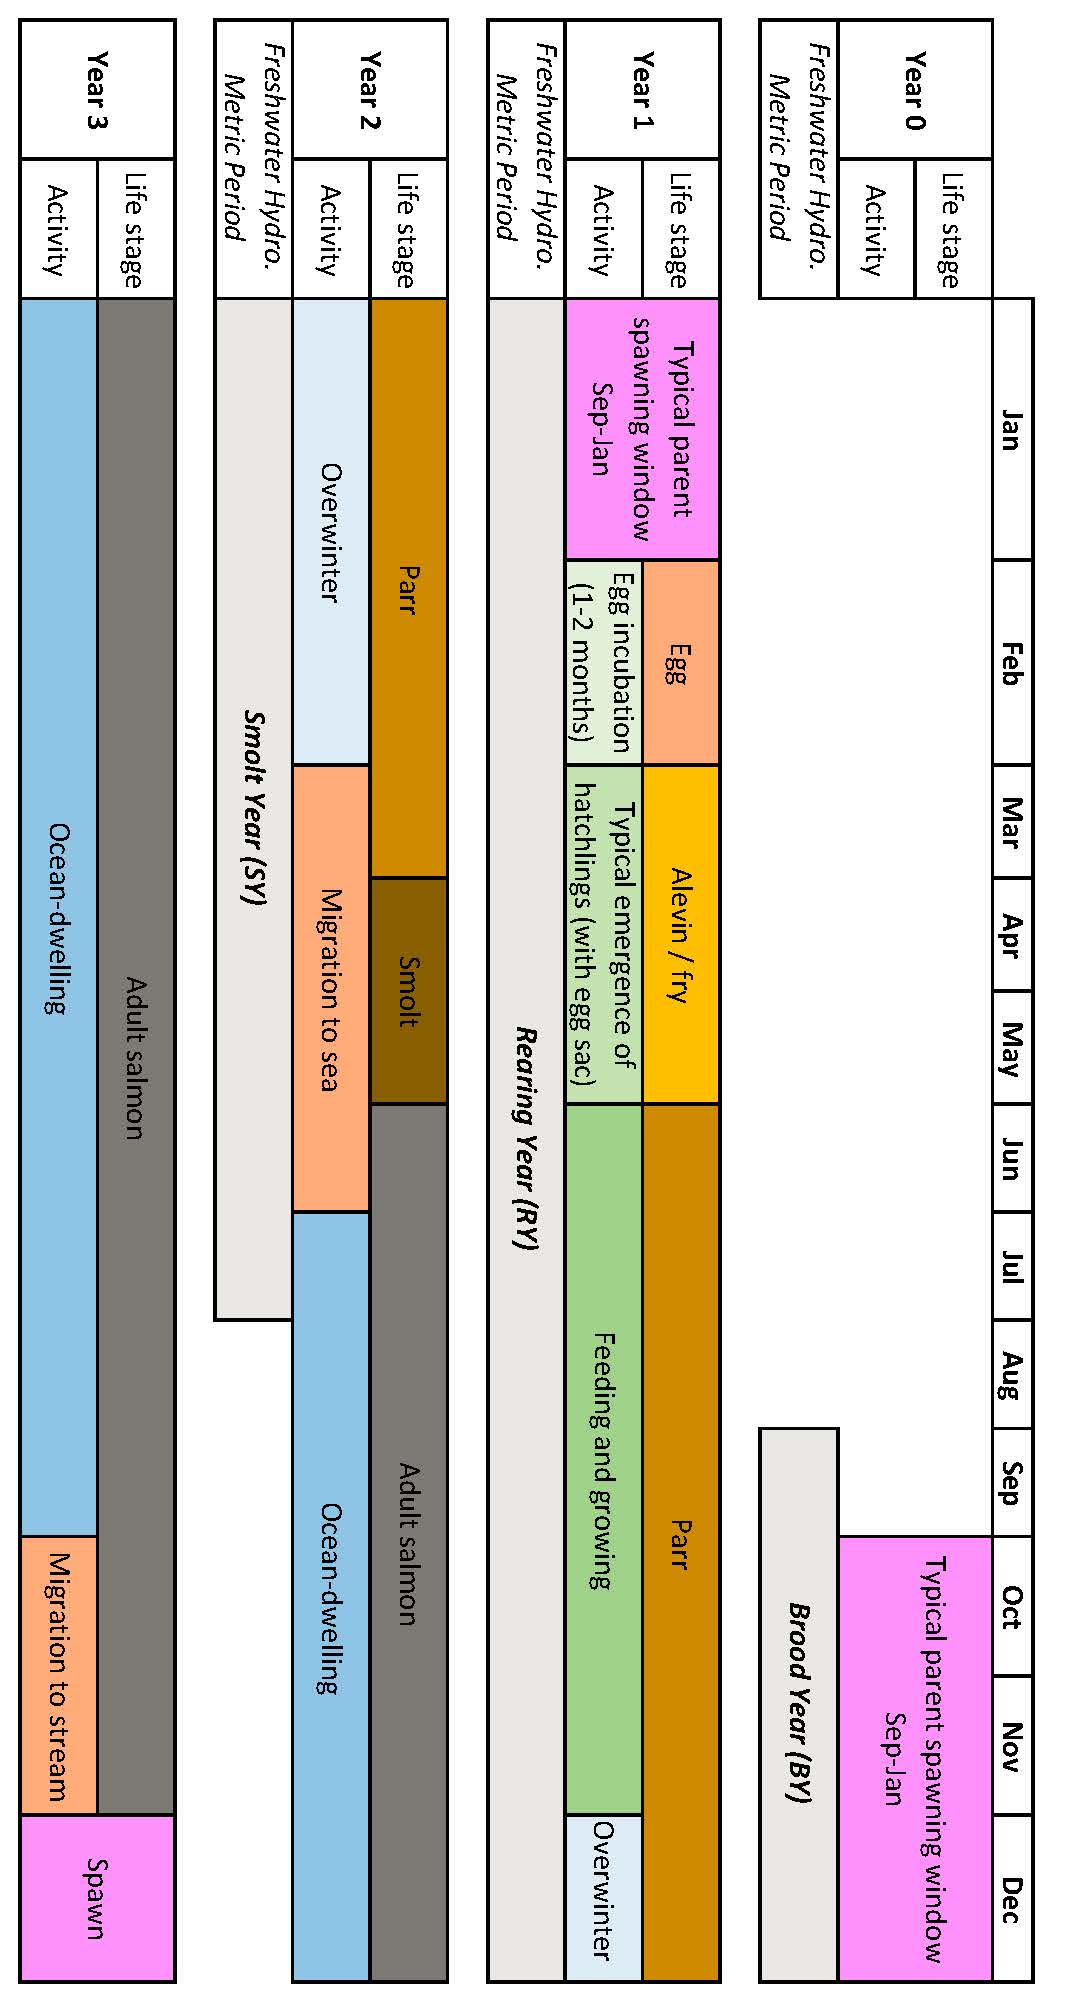 Jan
Feb
Mar
Apr
May
Jun
Jul
Aug
Sep
Oct
Nov
Dec
Year 0
Life stage
Activity
Typical parent spawning window
Sep-Jan
Freshwater Hydro.
Metric Period
Brood Year (BY)
Year 1
Life stage
Typical parent
spawning window
Sep-Jan
Egg
Alevin / fry
Parr
Activity
Egg incubation
(1-2 months)
Typical emergence of
hatchlings (with egg sac)
Feeding and growing
Overwinter
Freshwater Hydro.
Metric Period
Rearing Year (RY)
Year 2
Life stage
Parr
Smolt
Adult salmon
Activity
Overwinter
Migration to sea
Ocean-dwelling
Freshwater Hydro.
Metric Period
Smolt Year (SY)
Year 3
Life stage
Adult salmon
Spawn
Activity
Ocean-dwelling
Migration to stream